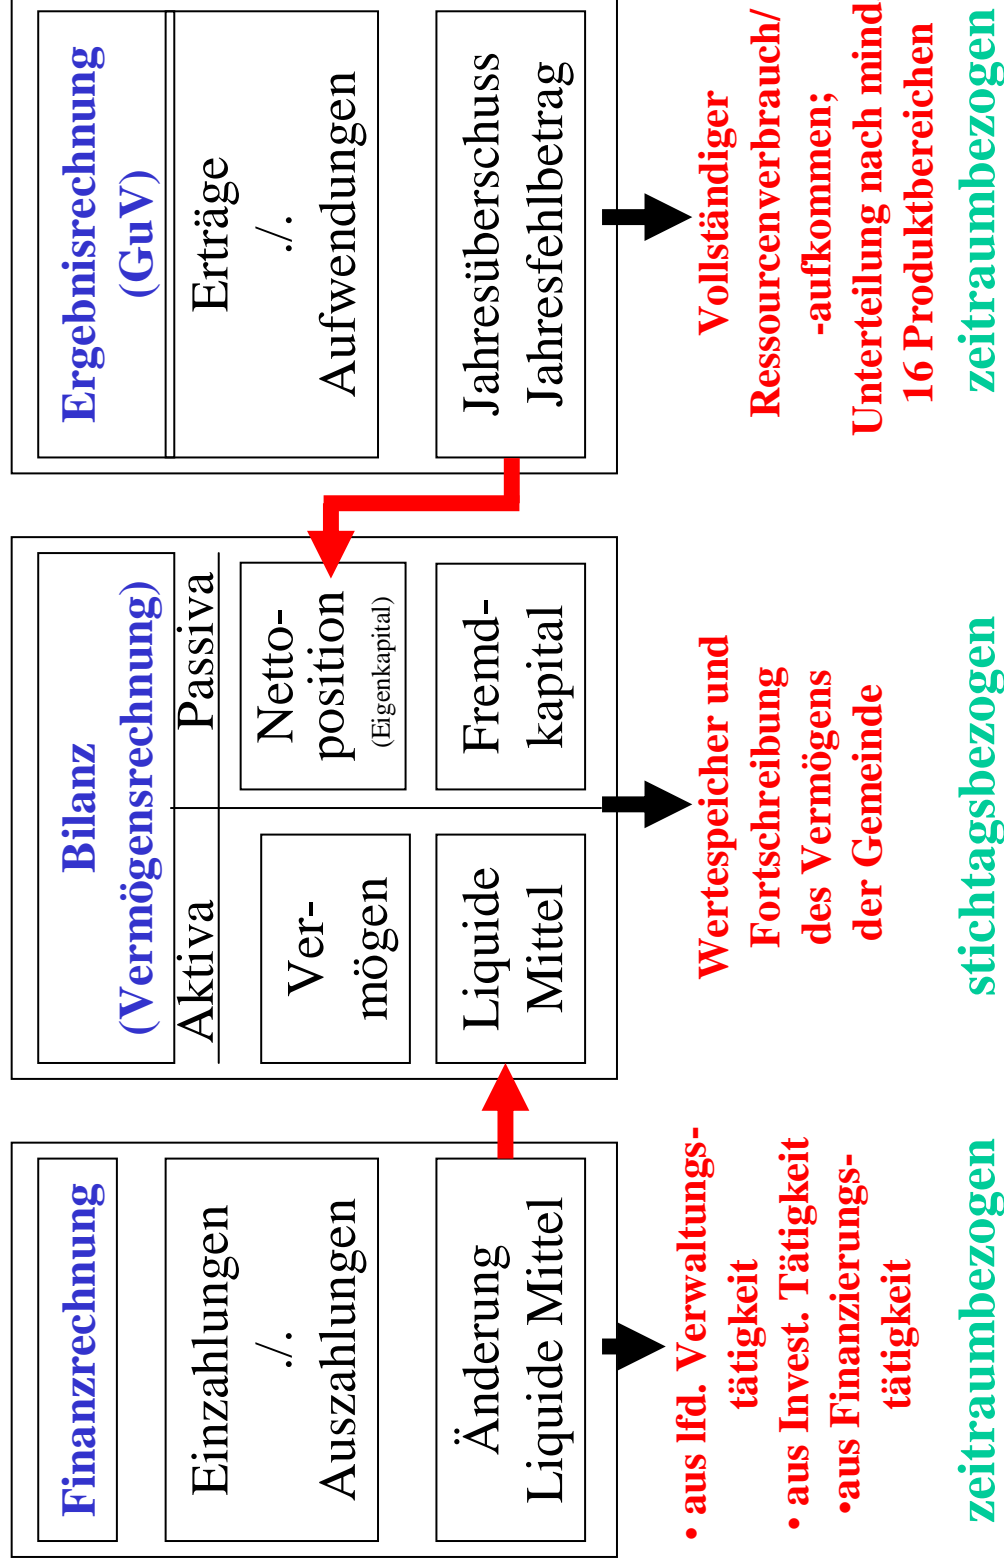 Finanzrechnung
Einzahlungen
./.
Auszahlungen
Änderung
Liquide Mittel
• aus lfd. Verwaltungs-
tätigkeit
• aus Invest. Tätigkeit
•aus Finanzierungs-
tätigkeit
zeitraumbezogen
Bilanz
(Vermögensrechnung)
Aktiva
Passiva
Ver-
mögen
Liquide
Mittel
Netto-
position
(Eigenkapital)
Fremd-
kapital
Wertespeicher und
Fortschreibung
des Vermögens
der Gemeinde
stichtagsbezogen
Ergebnisrechnung
(GuV)
Erträge
./.
Aufwendungen
Jahresüberschuss
Jahresfehlbetrag
Vollständiger
Ressourcenverbrauch/
-aufkommen;
Unterteilung nach mind
16 Produktbereichen
zeitraumbezogen